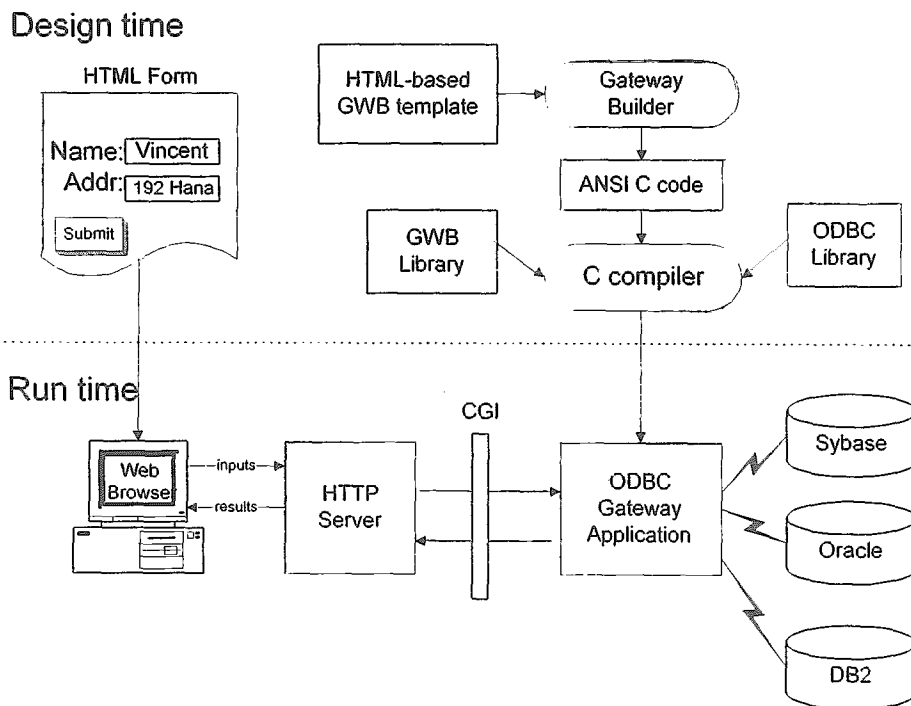 Design time
HTML Form
Name: Vincent
Addr: 192 Hana
Submit
HTML-based
GWB template
Gateway
Builder
ANSI C code
GWB
Library
C compiler
ODBC
Library
Run time
Web
Browse
inputs
results
HTTP
Server
CGI
ODBC
Gateway
Application
Sybase
Oracle
DB2